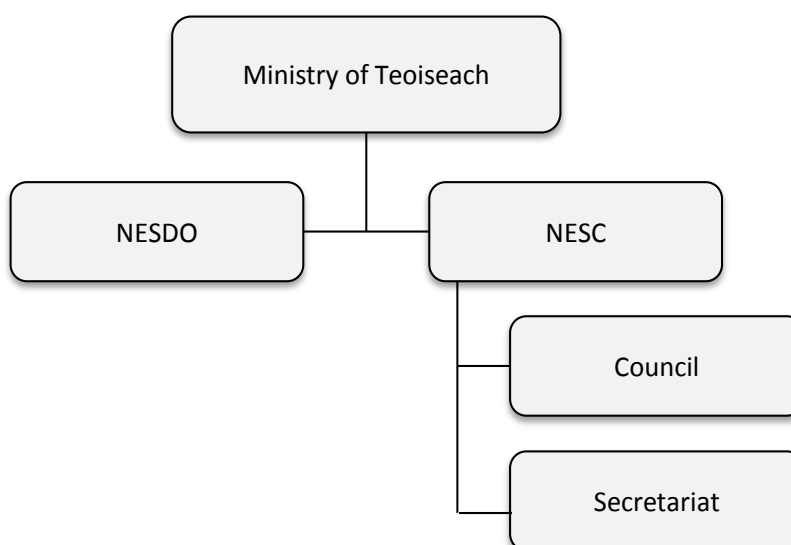 Ministry of Teoiseach
NESDO
NESC
Council
Secretariat